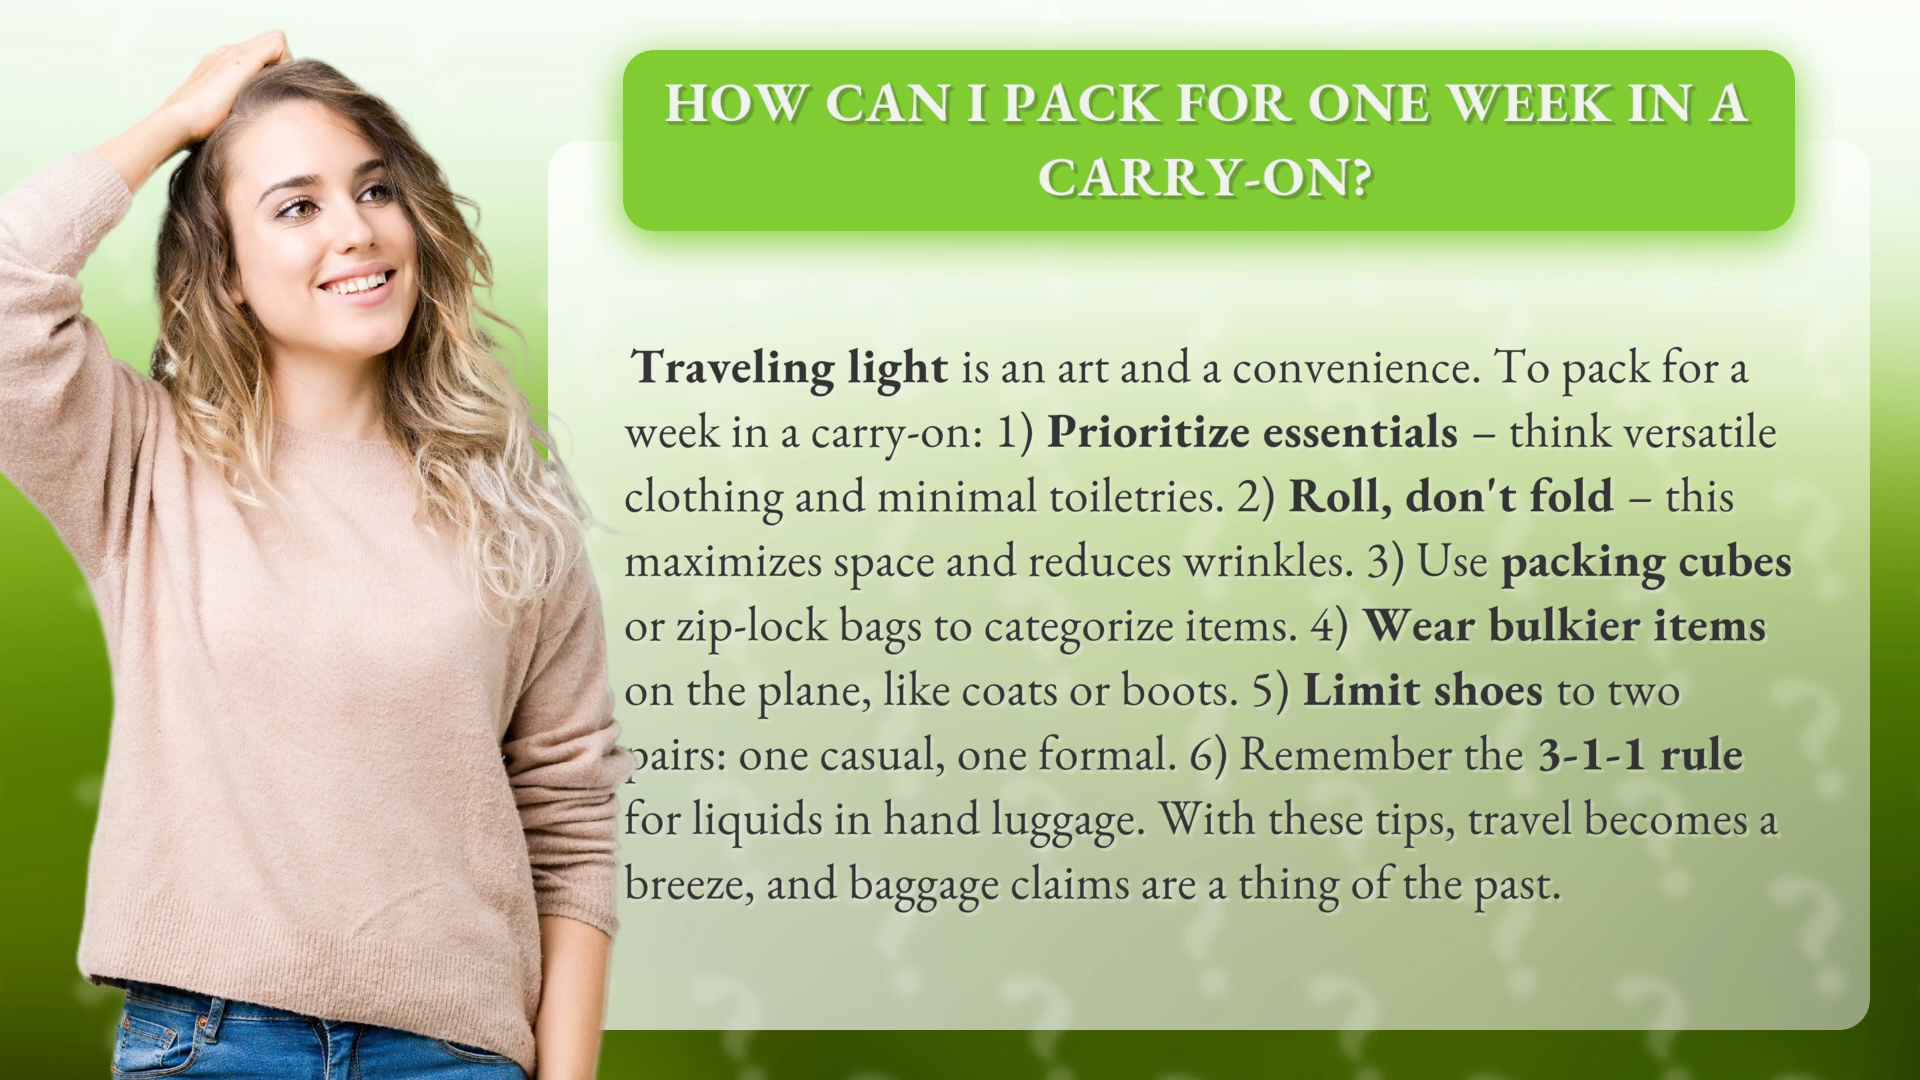 HOW CAN I PACK FOR ONE WEEK IN A
CARRY-ON?
Traveling light is an art and a convenience. To pack for a
week in a carry-on: 1) Prioritize essentials – think versatile
clothing and minimal toiletries. 2) Roll, don't fold – this
maximizes space and reduces wrinkles. 3) Use packing cubes
or zip-lock bags to categorize items. 4) Wear bulkier items
on the plane, like coats or boots. 5) Limit shoes to two
pairs: one casual, one formal. 6) Remember the 3-1-1 rule
for liquids in hand luggage. With these tips, travel becomes a
breeze, and baggage claims are a thing of the past.